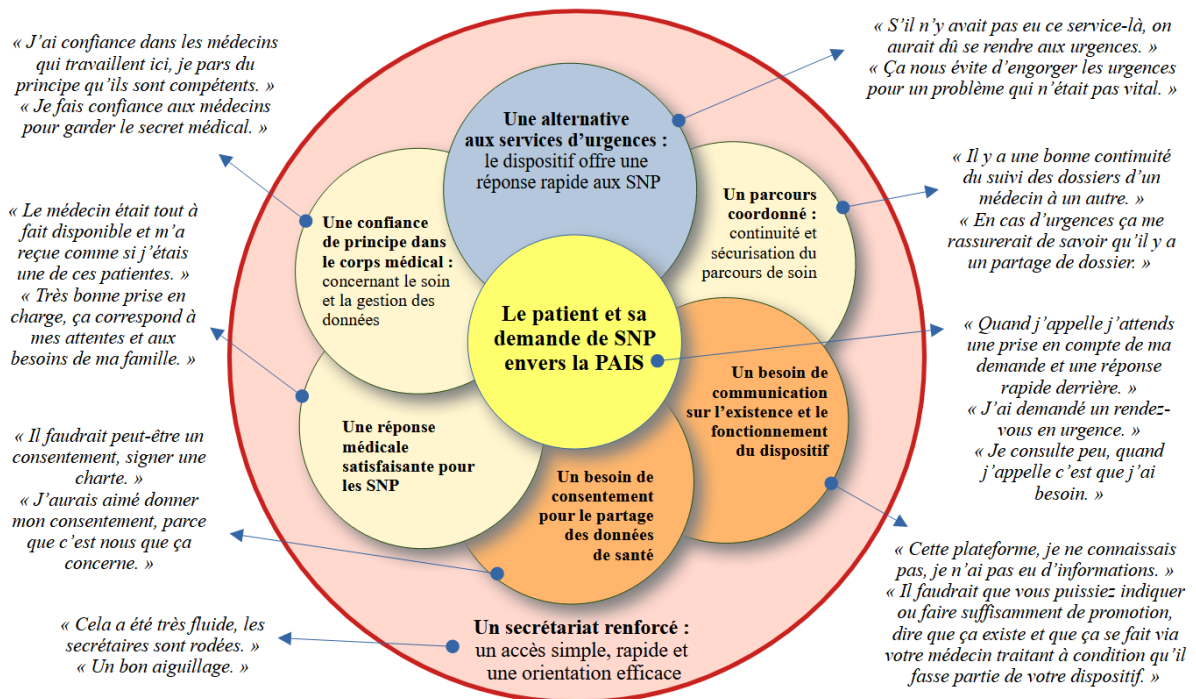 « J'ai confiance dans les médecins
qui travaillent ici, je pars du
principe qu'ils sont compétents. »
« Je fais confiance aux médecins
pour garder le secret médical. »
« S'il n'y avait pas eu ce service-là, on
aurait dû se rendre aux urgences. »
« Ça nous évite d'engorger les urgences
pour un problème qui n'était pas vital. »
Une alternative
aux services d'urgences :
le dispositif offre une
réponse rapide aux SNP
« Il y a une bonne continuité
du suivi des dossiers d'un
médecin à un autre. »
« En cas d'urgences ça me
rassurerait de savoir qu'il y a
un partage de dossier. »
Un parcours
coordonné :
continuité et
sécurisation du
parcours de soin
Une confiance
de principe dans
le corps médical :
concernant le soin
et la gestion des
données
« Le médecin était tout à
fait disponible et m'a
reçue comme si j'étais
une de ces patientes. »
« Très bonne prise en
charge, ça correspond à
mes attentes et aux
besoins de ma famille. »
Le patient et sa
demande de SNP
envers la PAIS
« Quand j'appelle j'attends
une prise en compte de ma
demande et une réponse
rapide derrière. »
« J'ai demandé un rendez-
vous en urgence. »
« Je consulte peu, quand
j'appelle c'est que j'ai
besoin. »
Un besoin de
communication
sur l'existence et le
fonctionnement
du dispositif
Une réponse
médicale
satisfaisante pour
les SNP
« Il faudrait peut-être un
consentement, signer une
charte. »
« J'aurais aimé donner
mon consentement, parce
que c'est nous que ça
concerne. »
Un besoin de
consentement
pour le partage
des données
de santé
« Cette plateforme, je ne connaissais
pas, je n'ai pas eu d'informations. »
« Il faudrait que vous puissiez indiquer
ou faire suffisamment de promotion,
dire que ça existe et que ça se fait via
votre médecin traitant à condition qu'il
fasse partie de votre dispositif. »
« Cela a été très fluide, les
secrétaires sont rodées. »
« Un bon aiguillage. »
Un secrétariat renforcé :
un accès simple, rapide et
une orientation efficace